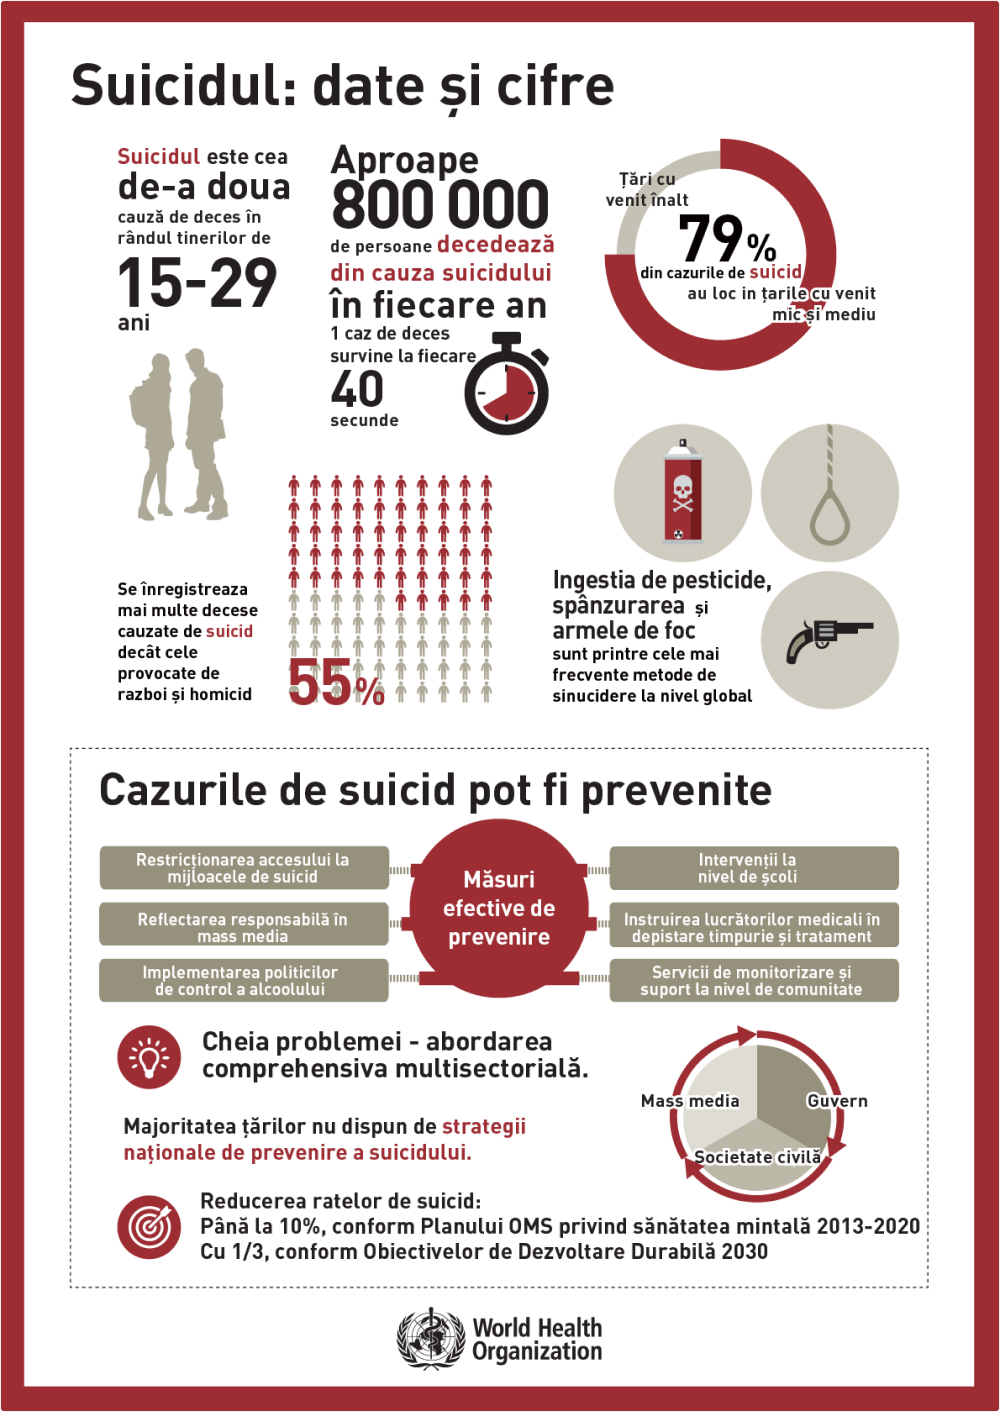 Suicidul: date și cifre
Suicidul este cea
de-a doua
cauză de deces în
rândul tinerilor de
15-29
ani
Aproape
800 000
de persoane decedează
din cauza suicidului
în fiecare an
1 caz de deces
survine la fiecare
40
secunde
Țări cu
venit înalt
79%
din cazurile de suicid
au loc in țarile cu venit
mic și mediu
Se înregistreaza
mai multe decese
cauzate de suicid
decât cele
provocate de
razboi și homicid
55%
Ingestia de pesticide,
spânzurarea și
armele de foc
sunt printre cele mai
frecvente metode de
sinucidere la nivel global
Cazurile de suicid pot fi prevenite
Restricționarea accesului la
mijloacele de suicid
Reflectarea responsabilă în
mass media
Implementarea politicilor
de control a alcoolului
Măsuri
efective de
prevenire
Intervenții la
nivel de școli
Instruirea lucrătorilor medicali în
depistare timpurie și tratament
Servicii de monitorizare și
suport la nivel de comunitate
Cheia problemei - abordarea
comprehensiva multisectorială.
Majoritatea țărilor nu dispun de strategii
naționale de prevenire a suicidului.
Mass media
Guvern
Societate civilă
Reducerea ratelor de suicid:
Până la 10%, conform Planului OMS privind sănătatea mintală 2013-2020
Cu 1/3, conform Obiectivelor de Dezvoltare Durabilă 2030
World Health
Organization